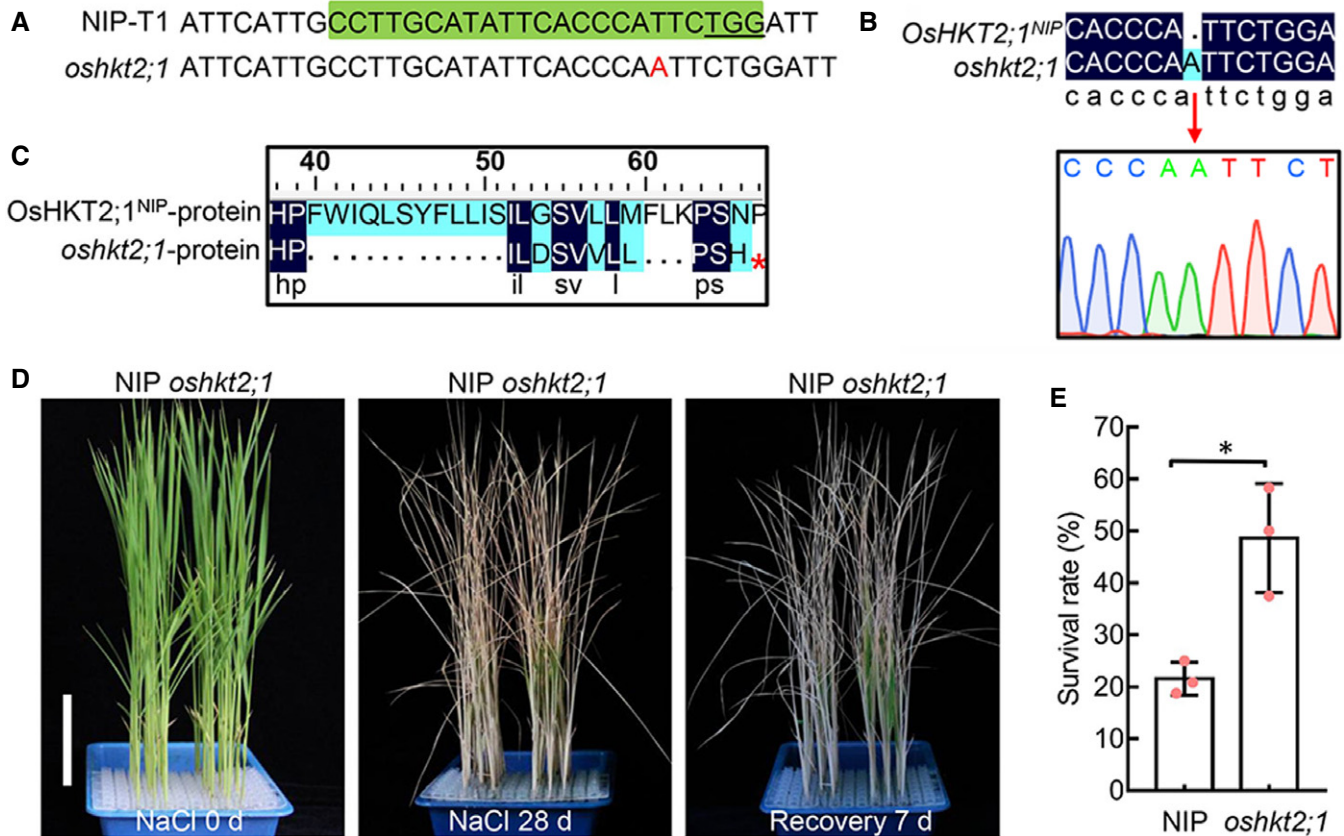 A
NIP-T1 ATTCATTGCCTTGCATATTCACCCATTCTGGATT
oshkt2;1 ATTCATTGCCTTGCATATTCACCCAATTCTGGATT
B
OsHKT2;1NIP CACCCA.TTCTGGA
oshkt2;1 CACCCAATTCTGGA
caccca ttctgga
CCCAATTCT
C
40 50 60
OsHKT2;1NIP-protein HPFWIQLSYFLLISILGSVLLMFLKPSNP
oshkt2;1-protein HP............ILDSVVLL...PSH*
hp il sv l ps
D
NIP oshkt2;1 NIP oshkt2;1 NIP oshkt2;1
NaCl 0 d NaCl 28 d Recovery 7 d
E
*
70
60
50
40
30
20
10
0
Survival rate (%)
NIP oshkt2;1